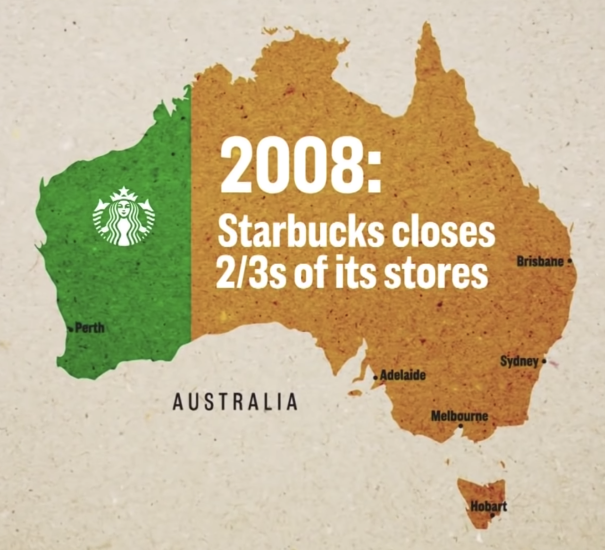 2008:
Starbucks closes
2/3s of its stores
Brisbane
Perth
Sydney
Adelaide
AUSTRALIA
Melbourne
Hobart